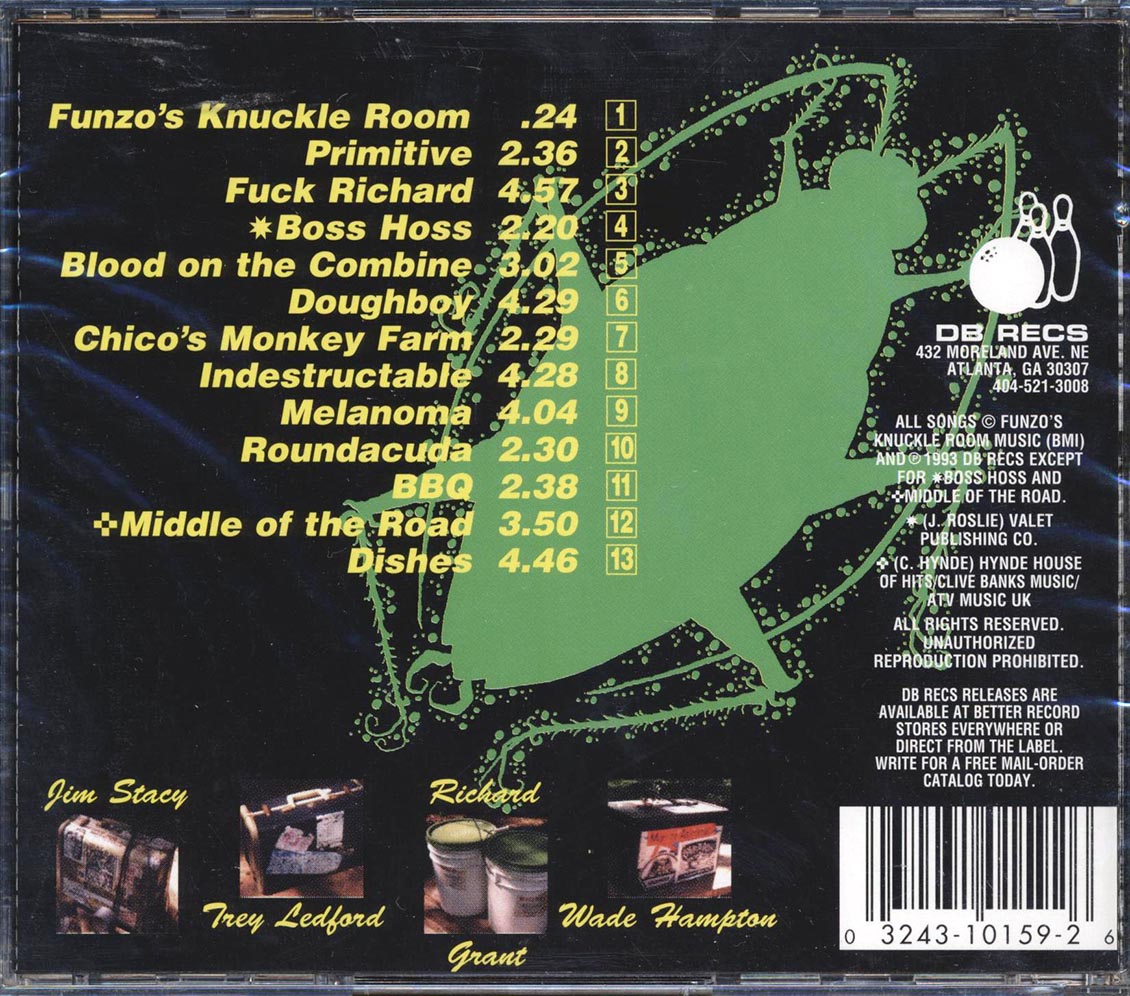 Funzo's Knuckle Room .24 1
Primitive 2.36 2
Fuck Richard 4.57 3
✷Boss Hoss 2.20 4
Blood on the Combine 3.02 5
Doughboy 4.29 6
Chico's Monkey Farm 2.29 7
Indestructable 4.28 8
Melanoma 4.04 9
Roundacuda 2.30 10
BBQ 2.38 11
✣Middle of the Road 3.50 12
Dishes 4.46 13
DB RECS
432 MORELAND AVE. NE
ATLANTA, GA 30307
404-521-3008
ALL SONGS © FUNZO'S
KNUCKLE ROOM MUSIC (BMI)
AND ℗ 1993 DB RECS EXCEPT
FOR ✷BOSS HOSS AND
✣MIDDLE OF THE ROAD.
✷ (J. ROSLIE) VALET
PUBLISHING CO.
✣ (C. HYNDE) HYNDE HOUSE
OF HITS/CLIVE BANKS MUSIC/
ATV MUSIC UK
ALL RIGHTS RESERVED.
UNAUTHORIZED
REPRODUCTION PROHIBITED.
DB RECS RELEASES ARE
AVAILABLE AT BETTER RECORD
STORES EVERYWHERE OR
DIRECT FROM THE LABEL.
WRITE FOR A FREE MAIL-ORDER
CATALOG TODAY.
Jim Stacy
Trey Ledford
Richard
Grant
Wade Hampton
0 3243-10159-2 6